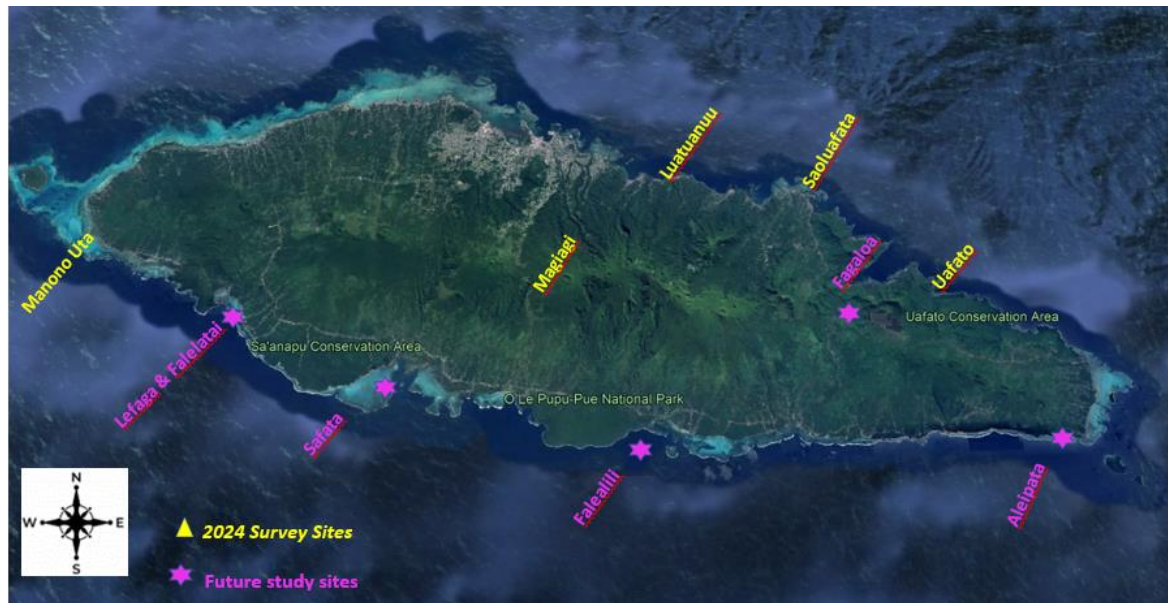 Luatuanuu
Saoluafata
Manono Uta
Magiagi
Fagaloa
Uafato
Uafato Conservation Area
Lefaga & Falelatai
Sa'anapu Conservation Area
Safata
O Le Pupu-Pue National Park
Falealili
Aleipata
N
W E
S
2024 Survey Sites
Future study sites